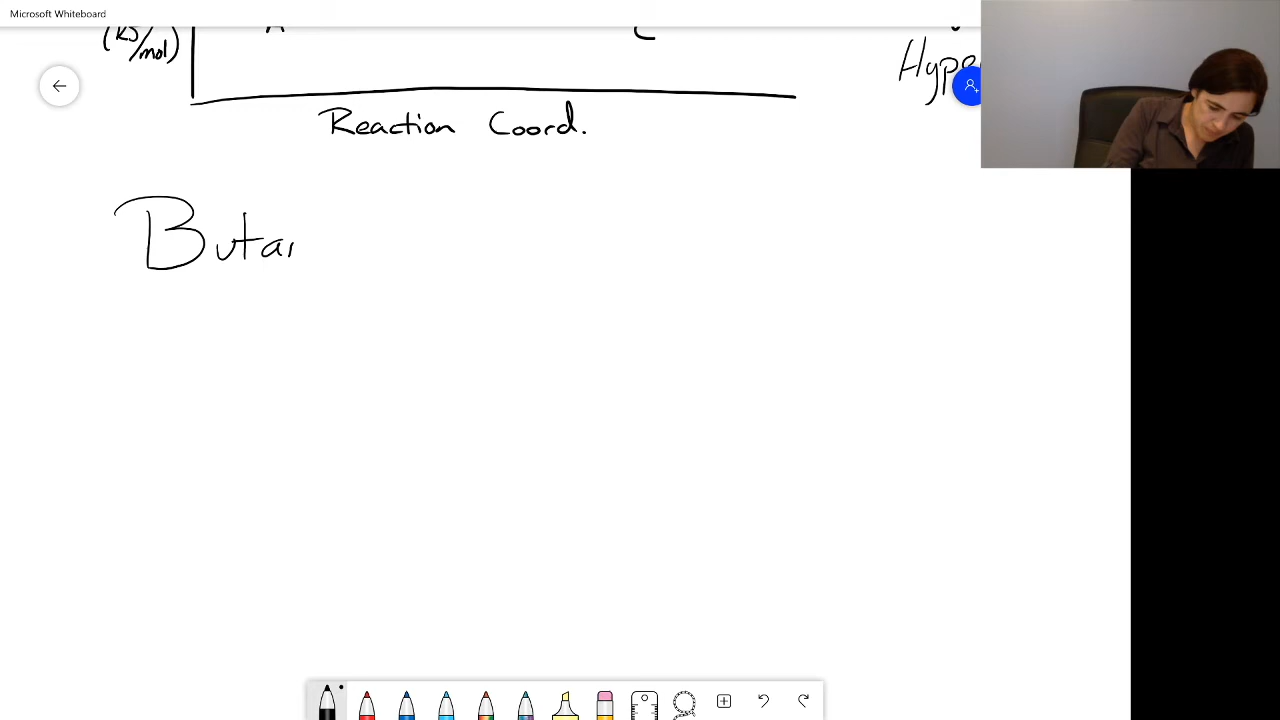 Microsoft Whiteboard
(kJ/mol)
Hype
Reaction Coord.
Buta